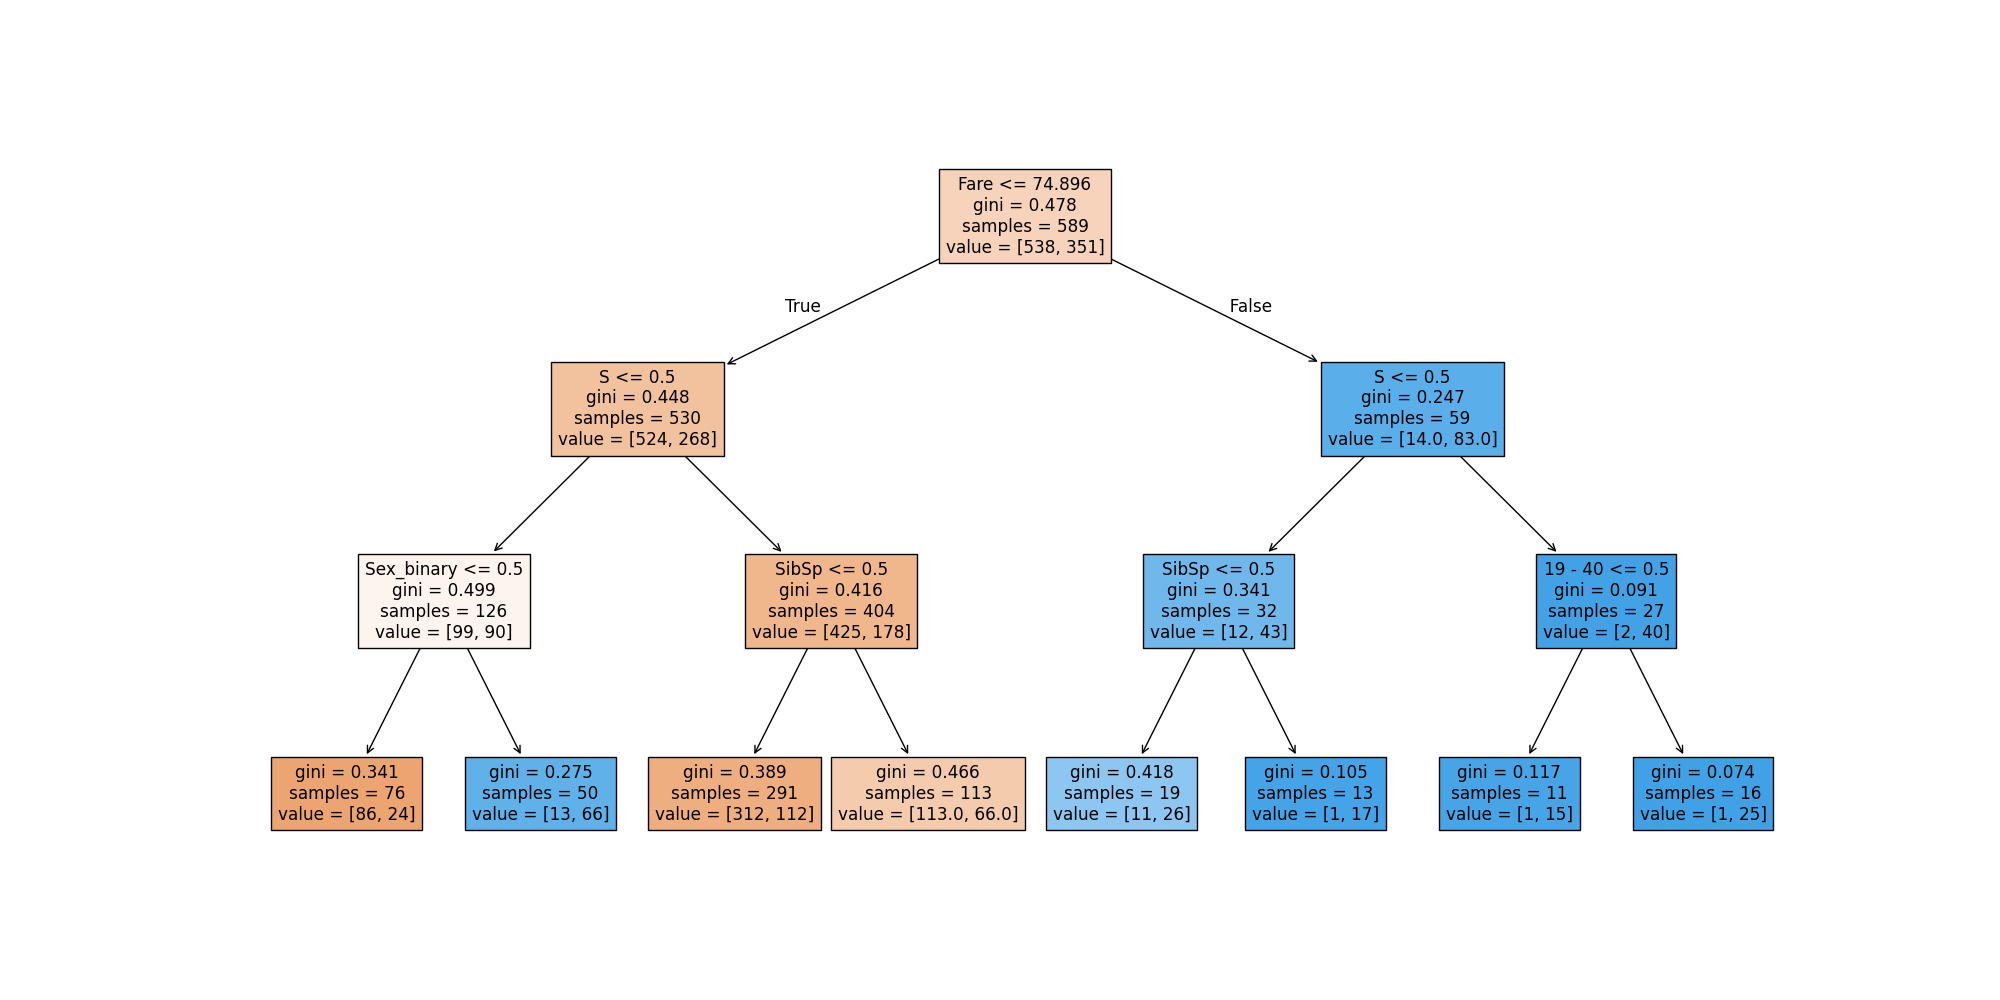 Fare <= 74.896
gini = 0.478
samples = 589
value = [538, 351]
True
False
S <= 0.5
gini = 0.448
samples = 530
value = [524, 268]
S <= 0.5
gini = 0.247
samples = 59
value = [14.0, 83.0]
Sex_binary <= 0.5
gini = 0.499
samples = 126
value = [99, 90]
SibSp <= 0.5
gini = 0.416
samples = 404
value = [425, 178]
SibSp <= 0.5
gini = 0.341
samples = 32
value = [12, 43]
19 - 40 <= 0.5
gini = 0.091
samples = 27
value = [2, 40]
gini = 0.341
samples = 76
value = [86, 24]
gini = 0.275
samples = 50
value = [13, 66]
gini = 0.389
samples = 291
value = [312, 112]
gini = 0.466
samples = 113
value = [113.0, 66.0]
gini = 0.418
samples = 19
value = [11, 26]
gini = 0.105
samples = 13
value = [1, 17]
gini = 0.117
samples = 11
value = [1, 15]
gini = 0.074
samples = 16
value = [1, 25]